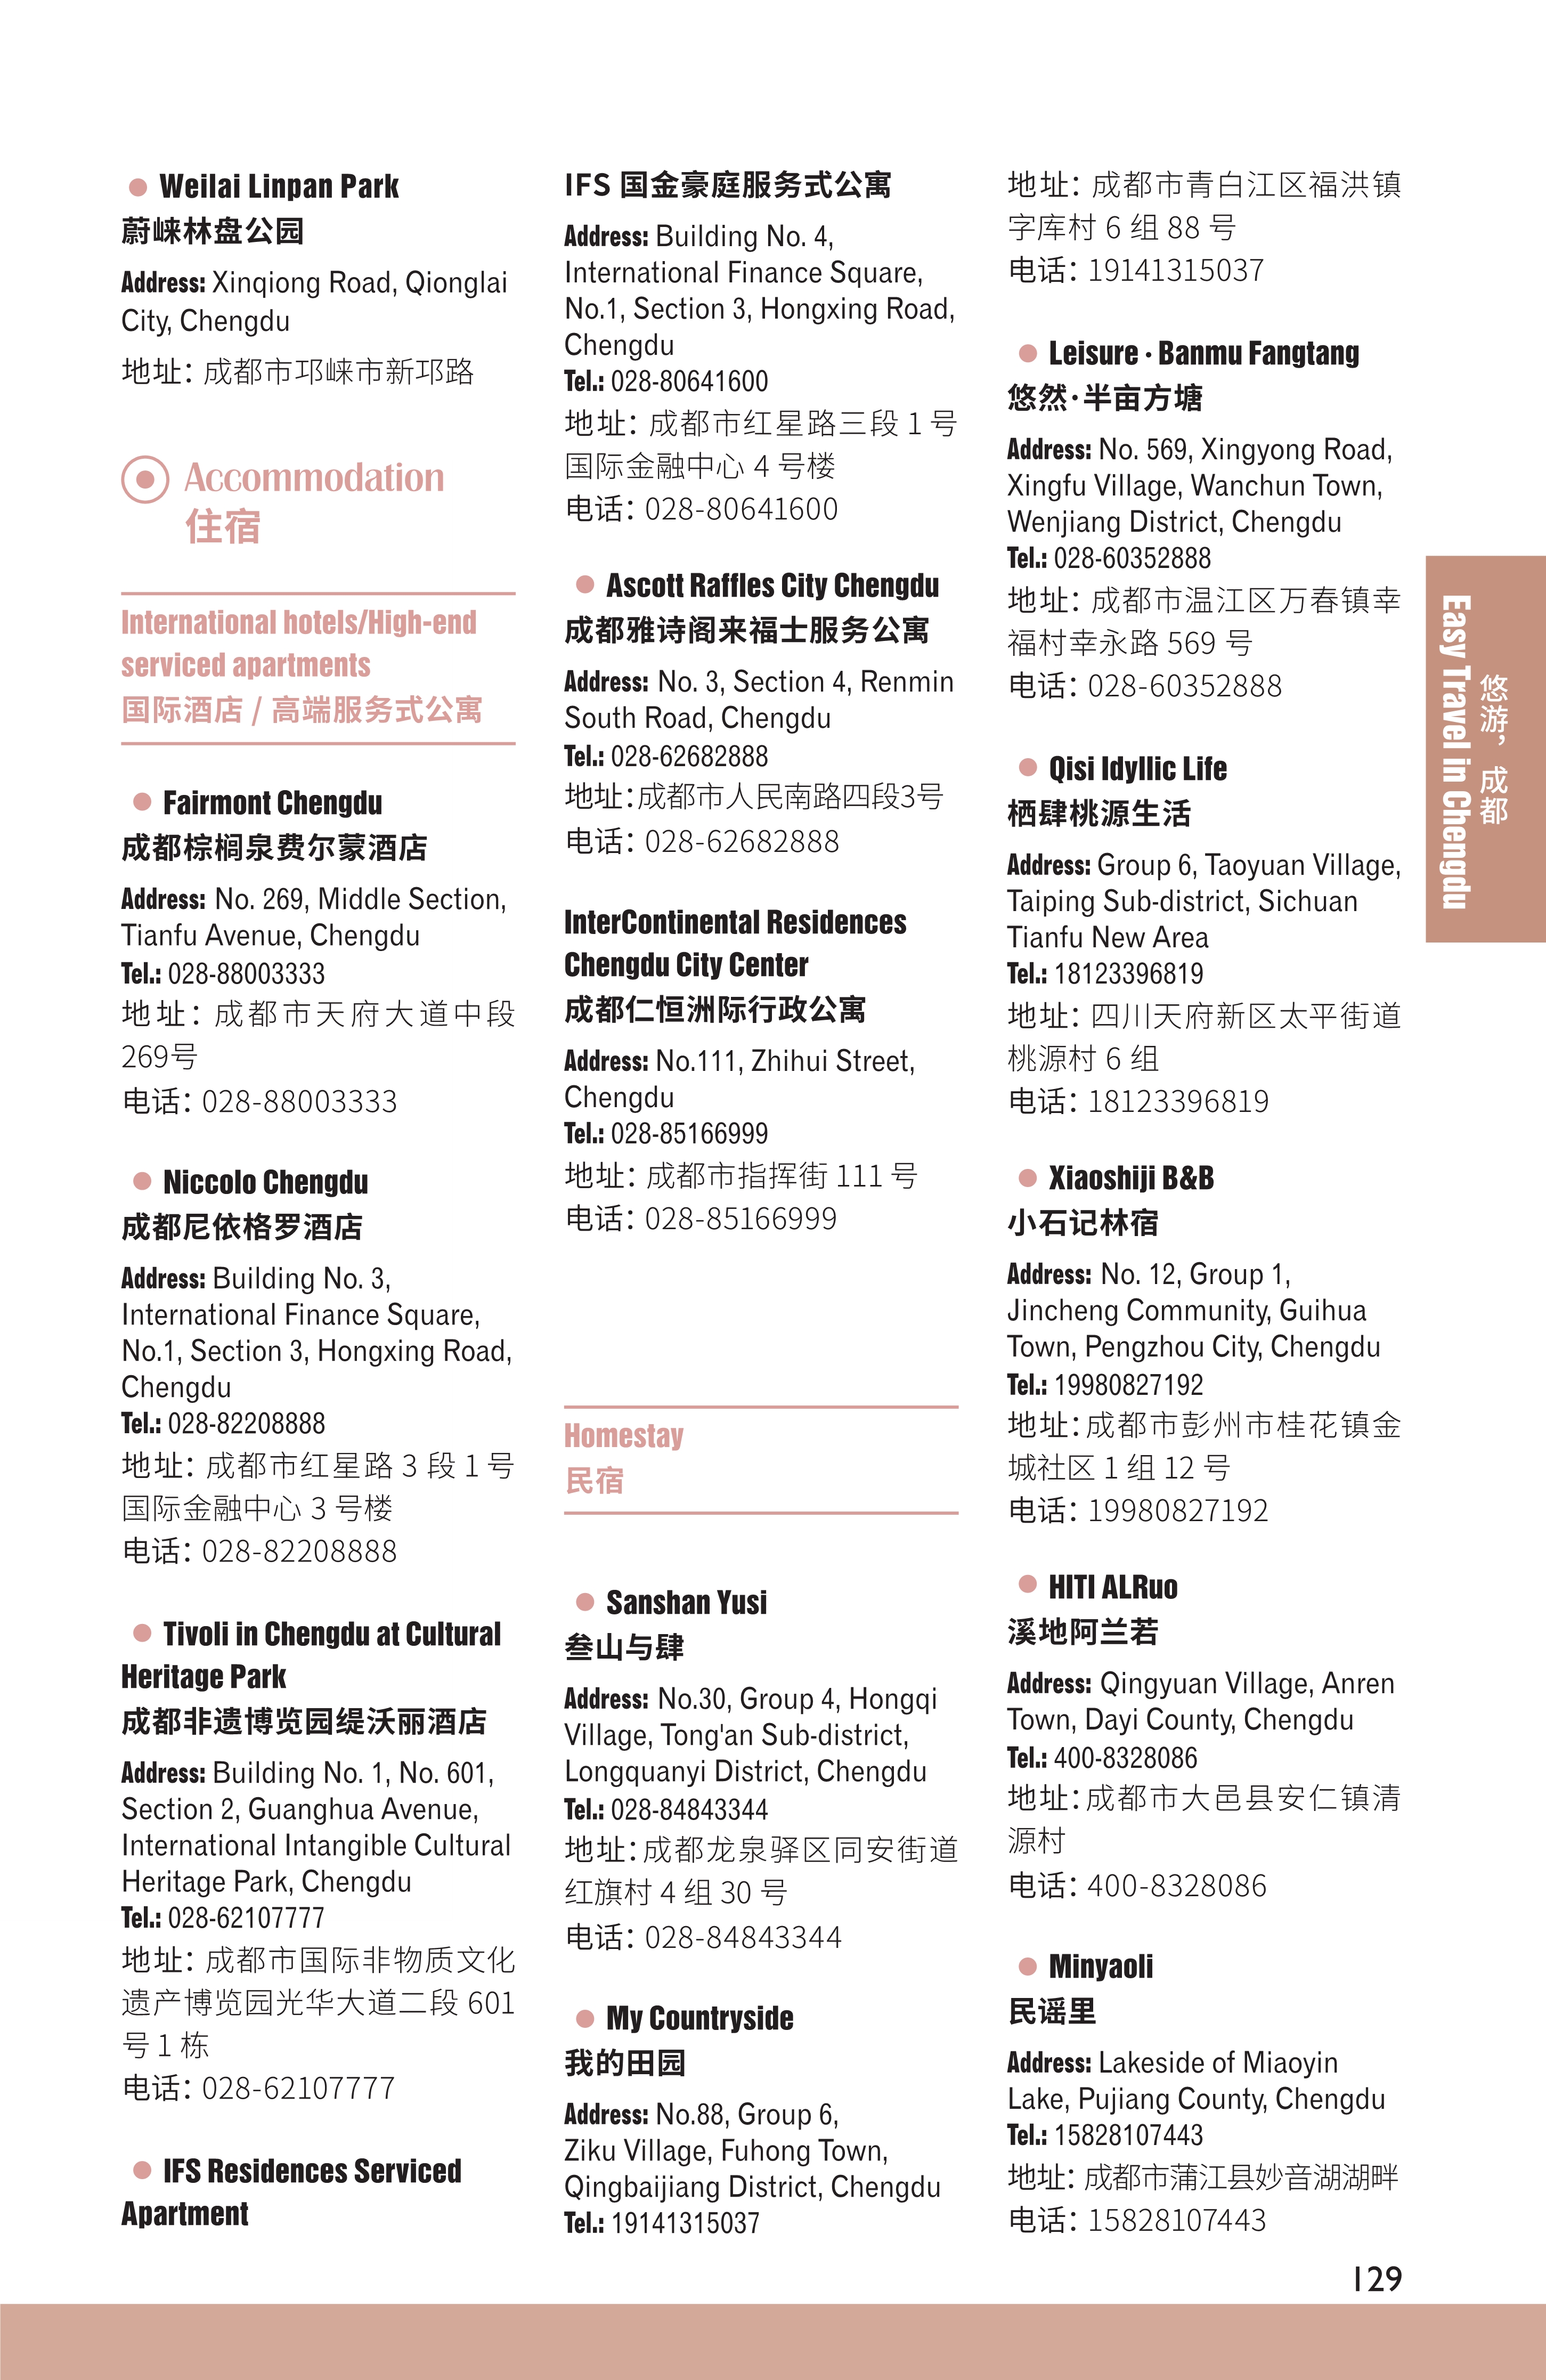 Weilai Linpan Park
蔚崃林盘公园
Address: Xinqiong Road, Qionglai
City, Chengdu
地址：成都市邛崃市新邛路
Accommodation
住宿
International hotels/High-end
serviced apartments
国际酒店 / 高端服务式公寓
Fairmont Chengdu
成都棕榈泉费尔蒙酒店
Address: No. 269, Middle Section,
Tianfu Avenue, Chengdu
Tel.: 028-88003333
地址：成都市天府大道中段
269号
电话：028-88003333
Niccolo Chengdu
成都尼依格罗酒店
Address: Building No. 3,
International Finance Square,
No.1, Section 3, Hongxing Road,
Chengdu
Tel.: 028-82208888
地址：成都市红星路 3 段 1 号
国际金融中心 3 号楼
电话：028-82208888
Tivoli in Chengdu at Cultural
Heritage Park
成都非遗博览园缇沃丽酒店
Address: Building No. 1, No. 601,
Section 2, Guanghua Avenue,
International Intangible Cultural
Heritage Park, Chengdu
Tel.: 028-62107777
地址：成都市国际非物质文化
遗产博览园光华大道二段 601
号 1 栋
电话：028-62107777
IFS Residences Serviced
Apartment
IFS 国金豪庭服务式公寓
Address: Building No. 4,
International Finance Square,
No.1, Section 3, Hongxing Road,
Chengdu
Tel.: 028-80641600
地址：成都市红星路三段 1 号
国际金融中心 4 号楼
电话：028-80641600
Ascott Raffles City Chengdu
成都雅诗阁来福士服务公寓
Address: No. 3, Section 4, Renmin
South Road, Chengdu
Tel.: 028-62682888
地址：成都市人民南路四段3号
电话：028-62682888
InterContinental Residences
Chengdu City Center
成都仁恒洲际行政公寓
Address: No.111, Zhihui Street,
Chengdu
Tel.: 028-85166999
地址：成都市指挥街 111 号
电话：028-85166999
Homestay
民宿
Sanshan Yusi
叁山与肆
Address: No.30, Group 4, Hongqi
Village, Tong'an Sub-district,
Longquanyi District, Chengdu
Tel.: 028-84843344
地址：成都龙泉驿区同安街道
红旗村 4 组 30 号
电话：028-84843344
My Countryside
我的田园
Address: No.88, Group 6,
Ziku Village, Fuhong Town,
Qingbaijiang District, Chengdu
Tel.: 19141315037
地址：成都市青白江区福洪镇
字库村 6 组 88 号
电话：19141315037
Leisure · Banmu Fangtang
悠然·半亩方塘
Address: No. 569, Xingyong Road,
Xingfu Village, Wanchun Town,
Wenjiang District, Chengdu
Tel.: 028-60352888
地址：成都市温江区万春镇幸
福村幸永路 569 号
电话：028-60352888
Qisi Idyllic Life
栖肆桃源生活
Address: Group 6, Taoyuan Village,
Taiping Sub-district, Sichuan
Tianfu New Area
Tel.: 18123396819
地址：四川天府新区太平街道
桃源村 6 组
电话：18123396819
Xiaoshiji B&B
小石记林宿
Address: No. 12, Group 1,
Jincheng Community, Guihua
Town, Pengzhou City, Chengdu
Tel.: 19980827192
地址：成都市彭州市桂花镇金
城社区 1 组 12 号
电话：19980827192
HITI ALRuo
溪地阿兰若
Address: Qingyuan Village, Anren
Town, Dayi County, Chengdu
Tel.: 400-8328086
地址：成都市大邑县安仁镇清
源村
电话：400-8328086
Minyaoli
民谣里
Address: Lakeside of Miaoyin
Lake, Pujiang County, Chengdu
Tel.: 15828107443
地址：成都市蒲江县妙音湖湖畔
电话：15828107443
悠游，成都
Easy Travel in Chengdu
129